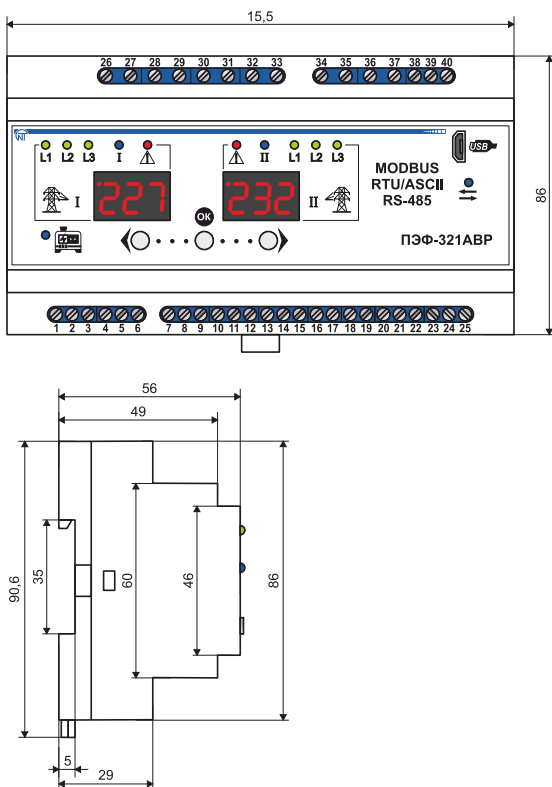 15,5
26 27 28 29 30 31 32 33 34 35 36 37 38 39 40
L1 L2 L3 I II L1 L2 L3
USB
MODBUS
RTU/ASCII
RS-485
I 227 232 II
OK
ПЭФ-321АВР
86
1 2 3 4 5 6 7 8 9 10 11 12 13 14 15 16 17 18 19 20 21 22 23 24 25
56
49
90,6
35
60
46
86
5
29